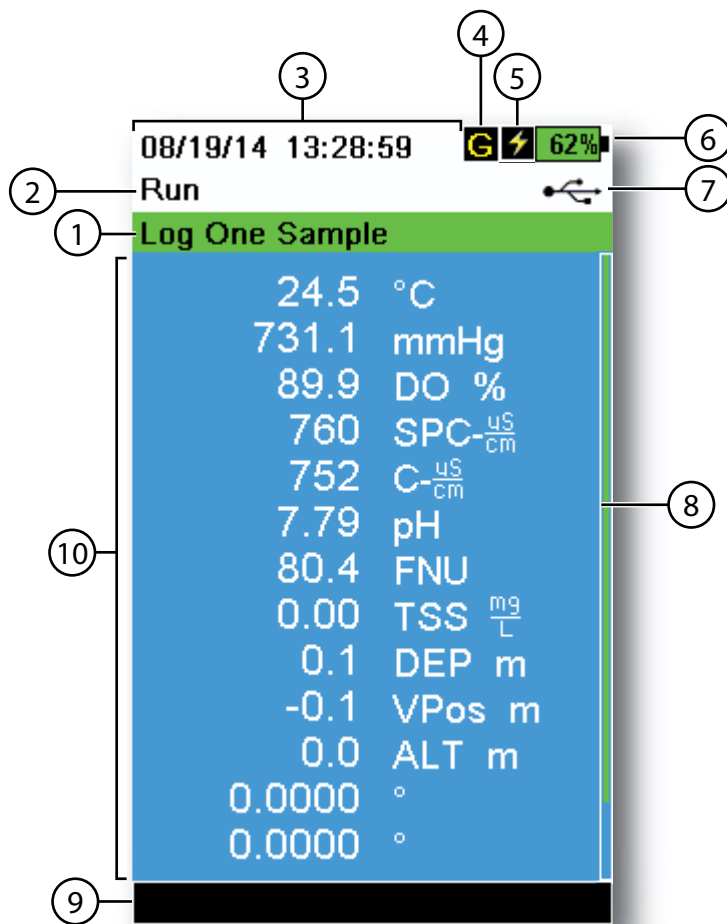 4
3
5
08/19/14 13:28:59 G 62% 6
2 Run 7
1 Log One Sample
24.5 °C
731.1 mmHg
89.9 DO %
760 SPC-uS/cm
752 C-uS/cm
8
7.79 pH
10
80.4 FNU
0.00 TSS mg/L
0.1 DEP m
-0.1 VPos m
0.0 ALT m
0.0000 °
0.0000 °
9